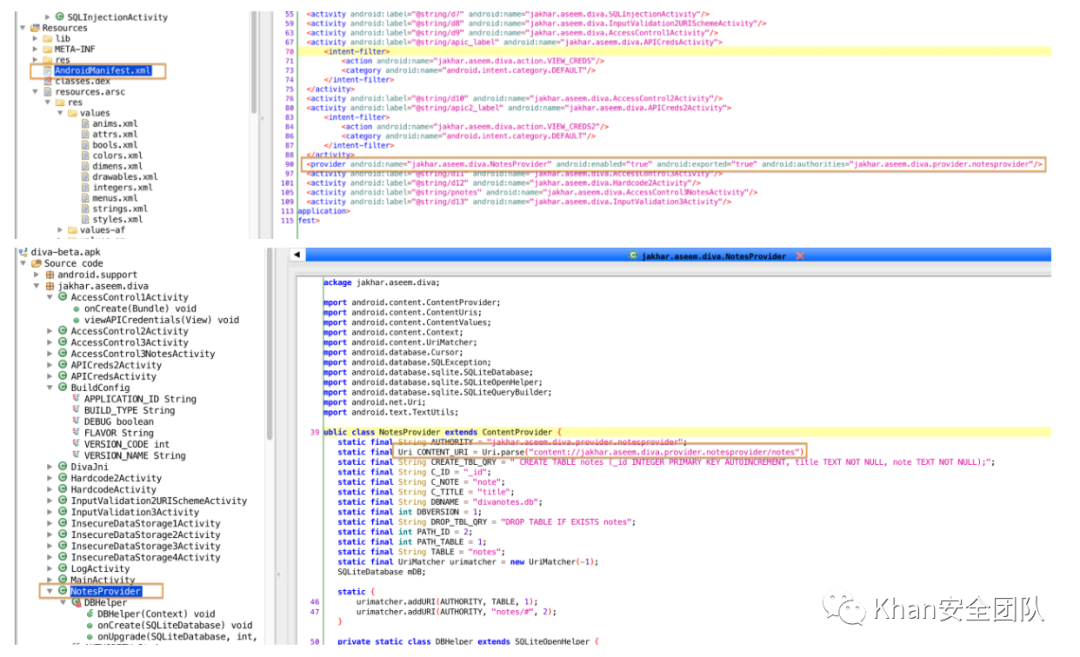 SQLInjectionActivity
Resources
lib
META-INF
res
AndroidManifest.xml
classes.dex
resources.arsc
res
values
anims.xml
attrs.xml
bools.xml
colors.xml
dimens.xml
drawables.xml
integers.xml
menus.xml
strings.xml
styles.xml
values-af
55 <activity android:label="@string/d7" android:name="jakhar.aseem.diva.SQLInjectionActivity"/>
59 <activity android:label="@string/d8" android:name="jakhar.aseem.diva.InputValidation2URISchemeActivity"/>
63 <activity android:label="@string/d9" android:name="jakhar.aseem.diva.AccessControl1Activity"/>
67 <activity android:label="@string/apic_label" android:name="jakhar.aseem.diva.APICredsActivity">
70 <intent-filter>
71 <action android:name="jakhar.aseem.diva.action.VIEW_CREDS"/>
73 <category android:name="android.intent.category.DEFAULT"/>
74 </intent-filter>
75 </activity>
76 <activity android:label="@string/d10" android:name="jakhar.aseem.diva.AccessControl2Activity"/>
80 <activity android:label="@string/apic2_label" android:name="jakhar.aseem.diva.APICreds2Activity">
83 <intent-filter>
84 <action android:name="jakhar.aseem.diva.action.VIEW_CREDS2"/>
86 <category android:name="android.intent.category.DEFAULT"/>
87 </intent-filter>
88 </activity>
90 <provider android:name="jakhar.aseem.diva.NotesProvider" android:enabled="true" android:exported="true" android:authorities="jakhar.aseem.diva.provider.notesprovider"/>
97 <activity android:label="@string/d11" android:name="jakhar.aseem.diva.AccessControl3Activity"/>
101 <activity android:label="@string/d12" android:name="jakhar.aseem.diva.Hardcode2Activity"/>
105 <activity android:label="@string/pnotes" android:name="jakhar.aseem.diva.AccessControl3NotesActivity"/>
109 <activity android:label="@string/d13" android:name="jakhar.aseem.diva.InputValidation3Activity"/>
113 application>
115 fest>
diva-beta.apk
Source code
android.support
jakhar.aseem.diva
AccessControl1Activity
onCreate(Bundle) void
viewAPICredentials(View) void
AccessControl2Activity
AccessControl3Activity
AccessControl3NotesActivity
APICreds2Activity
APICredsActivity
BuildConfig
APPLICATION_ID String
BUILD_TYPE String
DEBUG boolean
FLAVOR String
VERSION_CODE int
VERSION_NAME String
DivaJni
Hardcode2Activity
HardcodeActivity
InputValidation2URISchemeActivity
InputValidation3Activity
InsecureDataStorage1Activity
InsecureDataStorage2Activity
InsecureDataStorage3Activity
InsecureDataStorage4Activity
LogActivity
MainActivity
NotesProvider
DBHelper
DBHelper(Context) void
onCreate(SQLiteDatabase) void
onUpgrade(SQLiteDatabase, int,
jakhar.aseem.diva.NotesProvider
ackage jakhar.aseem.diva;
mport android.content.ContentProvider;
mport android.content.ContentUris;
mport android.content.ContentValues;
mport android.content.Context;
mport android.content.UriMatcher;
mport android.database.Cursor;
mport android.database.SQLException;
mport android.database.sqlite.SQLiteDatabase;
mport android.database.sqlite.SQLiteOpenHelper;
mport android.database.sqlite.SQLiteQueryBuilder;
mport android.net.Uri;
mport android.text.TextUtils;
39 ublic class NotesProvider extends ContentProvider {
static final String AUTHORITY = "jakhar.aseem.diva.provider.notesprovider";
static final Uri CONTENT_URI = Uri.parse("content://jakhar.aseem.diva.provider.notesprovider/notes")
static final String CREATE_TBL_QRY = " CREATE TABLE notes (_id INTEGER PRIMARY KEY AUTOINCREMENT, title TEXT NOT NULL, note TEXT NOT NULL);";
static final String C_ID = "_id";
static final String C_NOTE = "note";
static final String C_TITLE = "title";
static final String DBNAME = "divanotes.db";
static final int DBVERSION = 1;
static final String DROP_TBL_QRY = "DROP TABLE IF EXISTS notes";
static final int PATH_ID = 2;
static final int PATH_TABLE = 1;
static final String TABLE = "notes";
static final UriMatcher urimatcher = new UriMatcher(-1);
SQLiteDatabase mDB;
static {
46 urimatcher.addURI(AUTHORITY, TABLE, 1);
47 urimatcher.addURI(AUTHORITY, "notes/#", 2);
}
50 private static class DBHelper extends SQLiteOpenHelper {
Khan安全团队